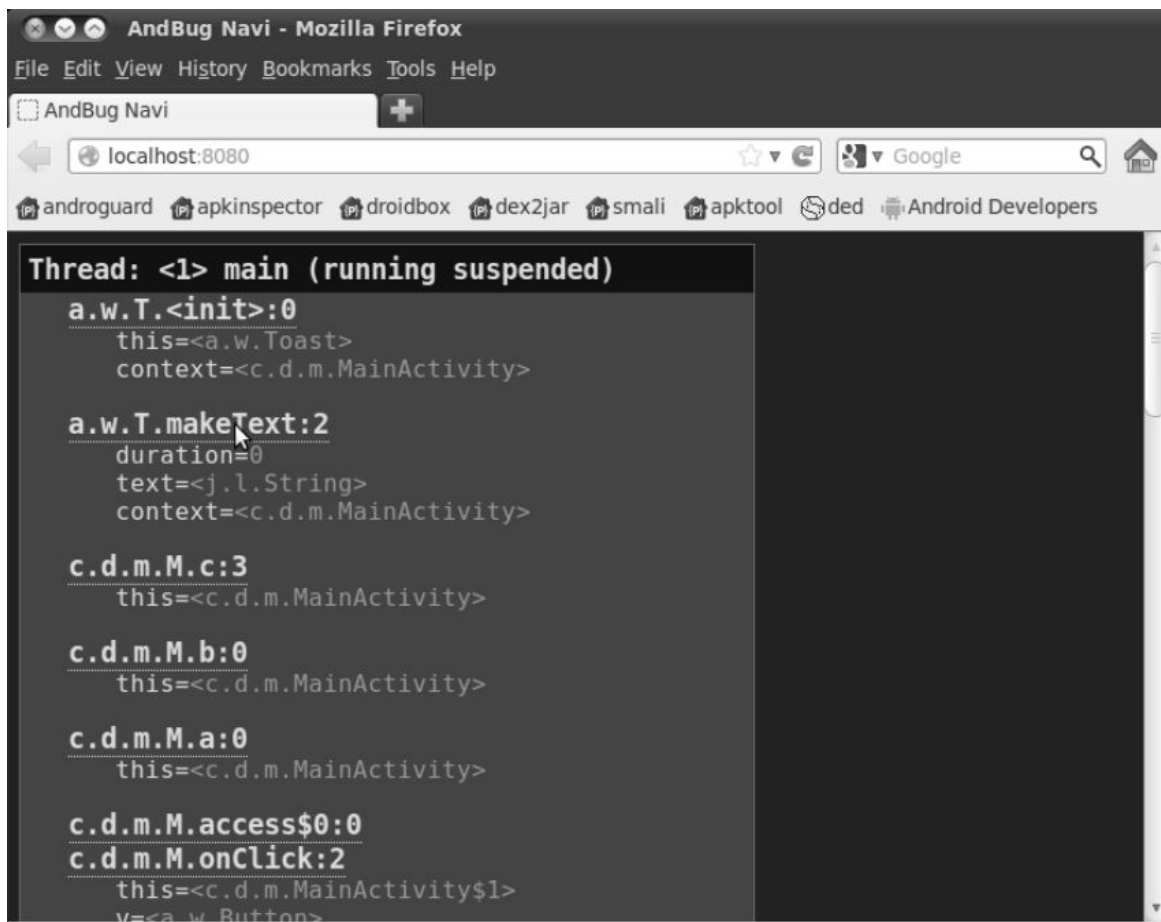 AndBug Navi - Mozilla Firefox
File Edit View History Bookmarks Tools Help
AndBug Navi
localhost:8080 Google
androguard apkinspector droidbox dex2jar smali apktool ded Android Developers
Thread: <1> main (running suspended)
a.w.T.<init>:0
this=<a.w.Toast>
context=<c.d.m.MainActivity>
a.w.T.makeText:2
duration=0
text=<j.l.String>
context=<c.d.m.MainActivity>
c.d.m.M.c:3
this=<c.d.m.MainActivity>
c.d.m.M.b:0
this=<c.d.m.MainActivity>
c.d.m.M.a:0
this=<c.d.m.MainActivity>
c.d.m.M.access$0:0
c.d.m.M.onClick:2
this=<c.d.m.MainActivity$1>
v=<a.w.Button>